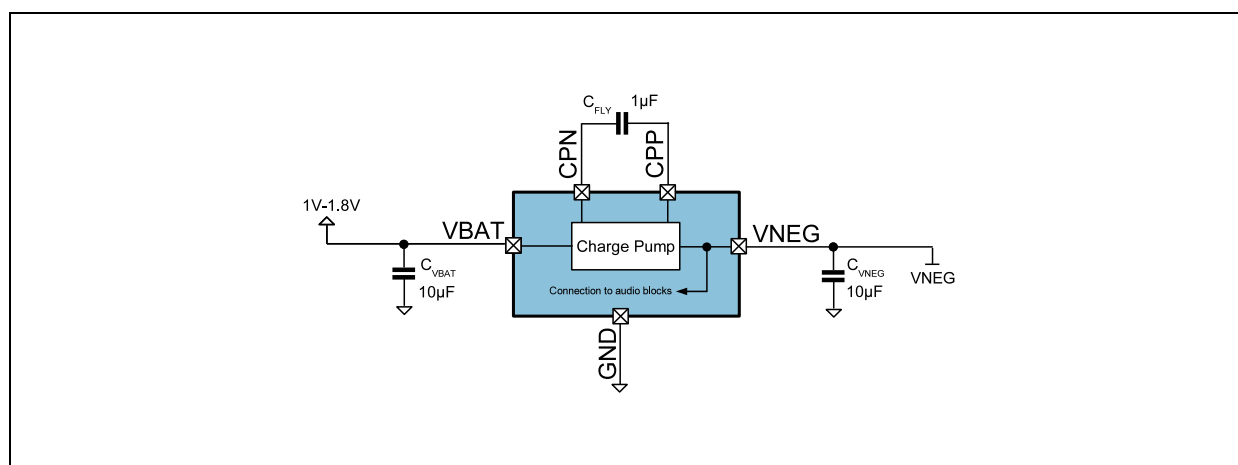 C_FLY 1µF
CPN
CPP
1V-1.8V
VBAT
Charge Pump
VNEG
C_VBAT
10µF
Connection to audio blocks
C_VNEG
10µF
VNEG
GND